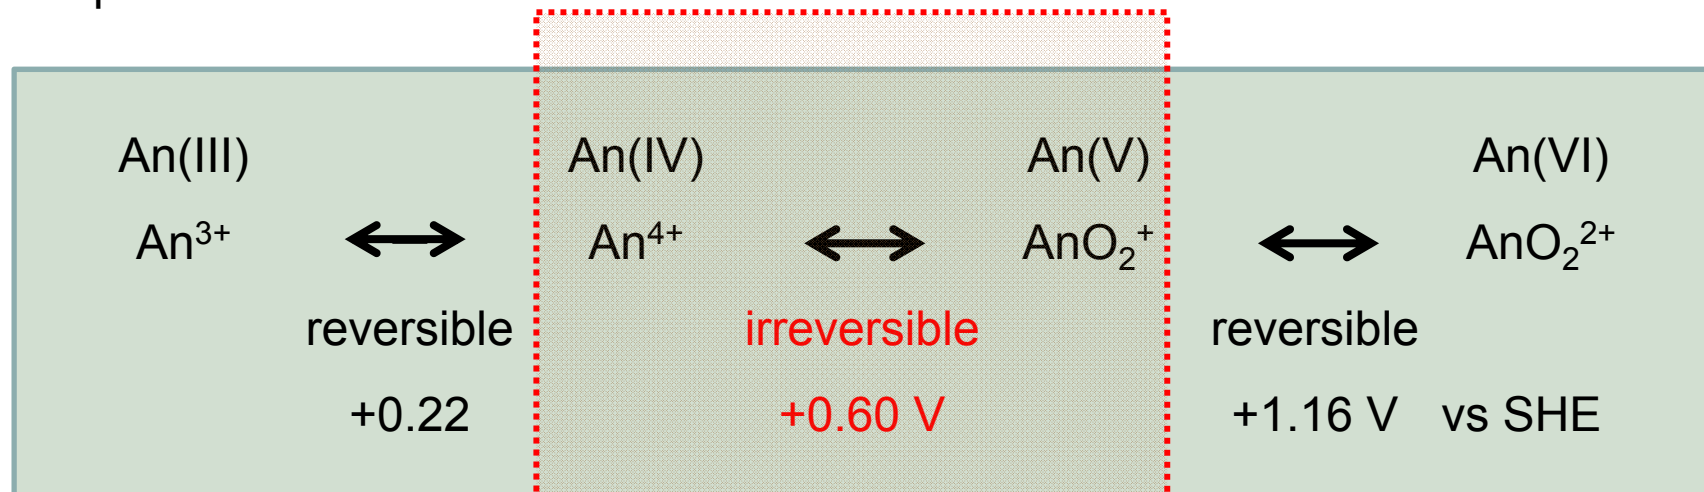 An(III) An(IV) An(V) An(VI)
An³⁺ An⁴⁺ AnO₂⁺ AnO₂²⁺
reversible irreversible reversible
+0.22 +0.60 V +1.16 V vs SHE